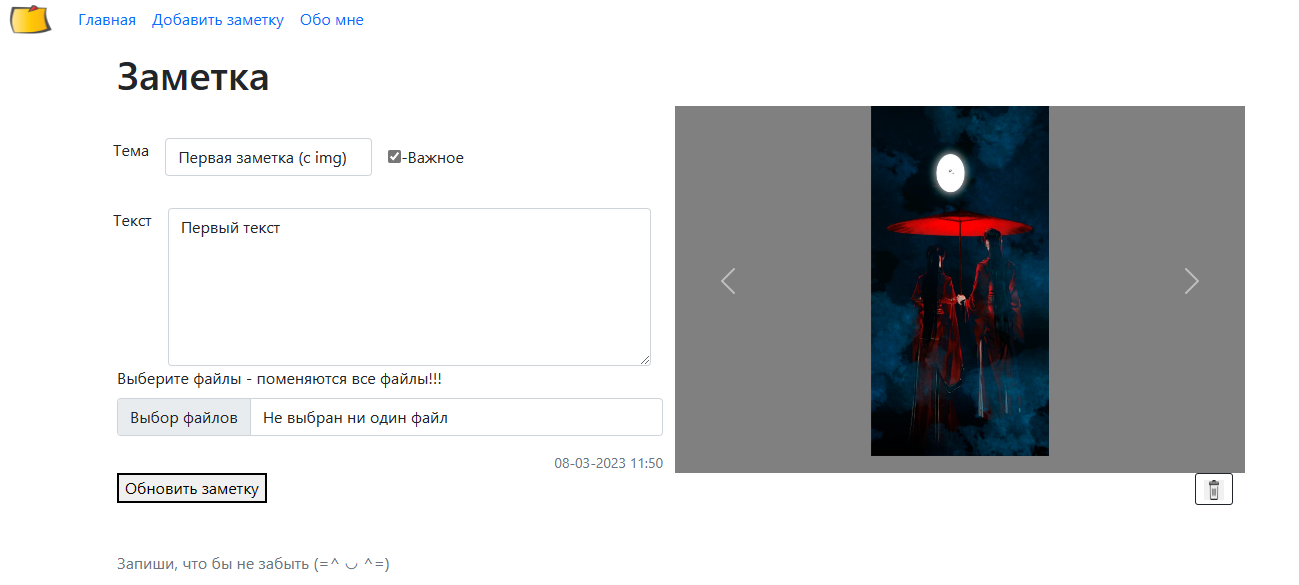 Главная Добавить заметку Обо мне
Заметка
Тема Первая заметка (с img) -Важное
Текст Первый текст
Выберите файлы - поменяются все файлы!!!
Выбор файлов Не выбран ни один файл
08-03-2023 11:50
Обновить заметку
Запиши, что бы не забыть (=^ ◡ ^=)